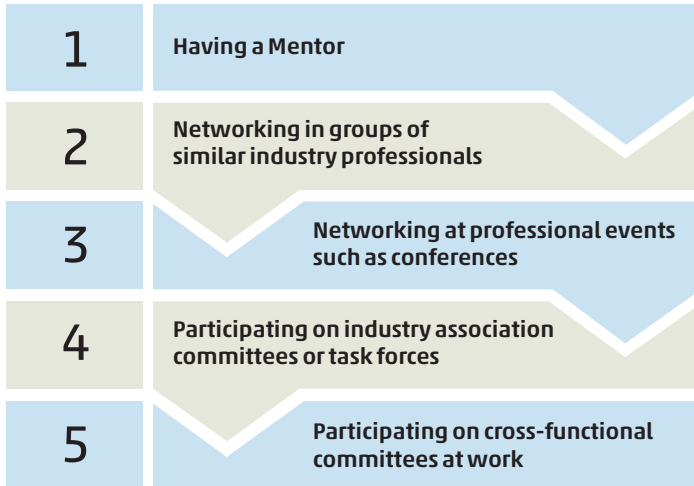 1
Having a Mentor
2
Networking in groups of
similar industry professionals
3
Networking at professional events
such as conferences
4
Participating on industry association
committees or task forces
5
Participating on cross-functional
committees at work